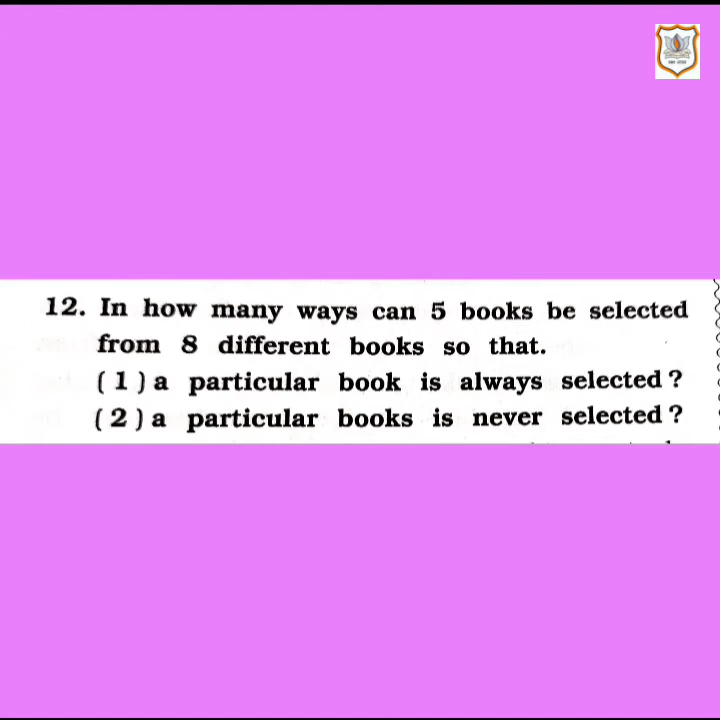 12. In how many ways can 5 books be selected
from 8 different books so that.
( 1 ) a particular book is always selected ?
( 2 ) a particular books is never selected ?